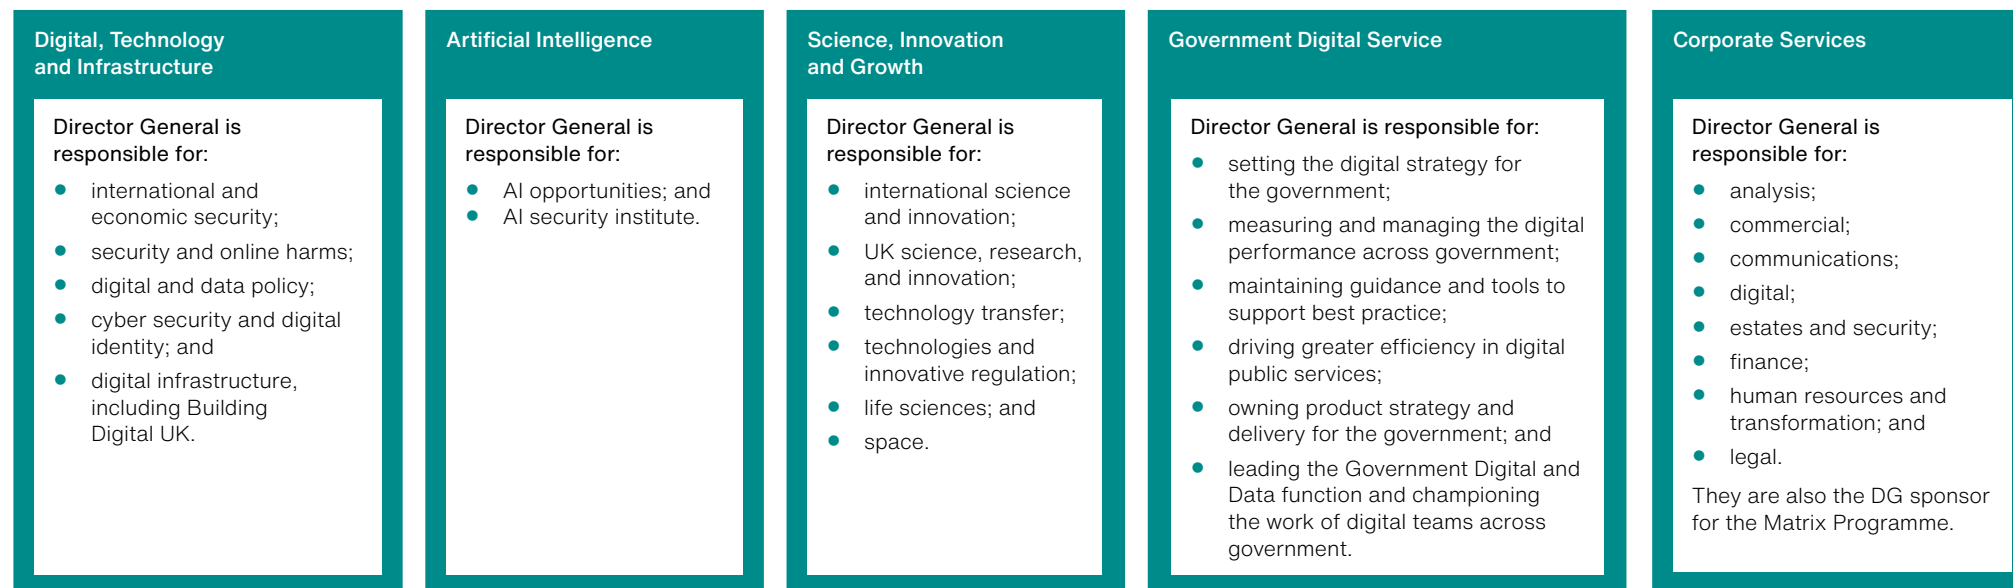 Digital, Technology
and Infrastructure
Director General is
responsible for:
● international and
economic security;
● security and online harms;
● digital and data policy;
● cyber security and digital
identity; and
● digital infrastructure,
including Building
Digital UK.
Artificial Intelligence
Director General is
responsible for:
● AI opportunities; and
● AI security institute.
Science, Innovation
and Growth
Director General is
responsible for:
● international science
and innovation;
● UK science, research,
and innovation;
● technology transfer;
● technologies and
innovative regulation;
● life sciences; and
● space.
Government Digital Service
Director General is responsible for:
● setting the digital strategy for
the government;
● measuring and managing the digital
performance across government;
● maintaining guidance and tools to
support best practice;
● driving greater efficiency in digital
public services;
● owning product strategy and
delivery for the government; and
● leading the Government Digital and
Data function and championing
the work of digital teams across
government.
Corporate Services
Director General is
responsible for:
● analysis;
● commercial;
● communications;
● digital;
● estates and security;
● finance;
● human resources and
transformation; and
● legal.
They are also the DG sponsor
for the Matrix Programme.